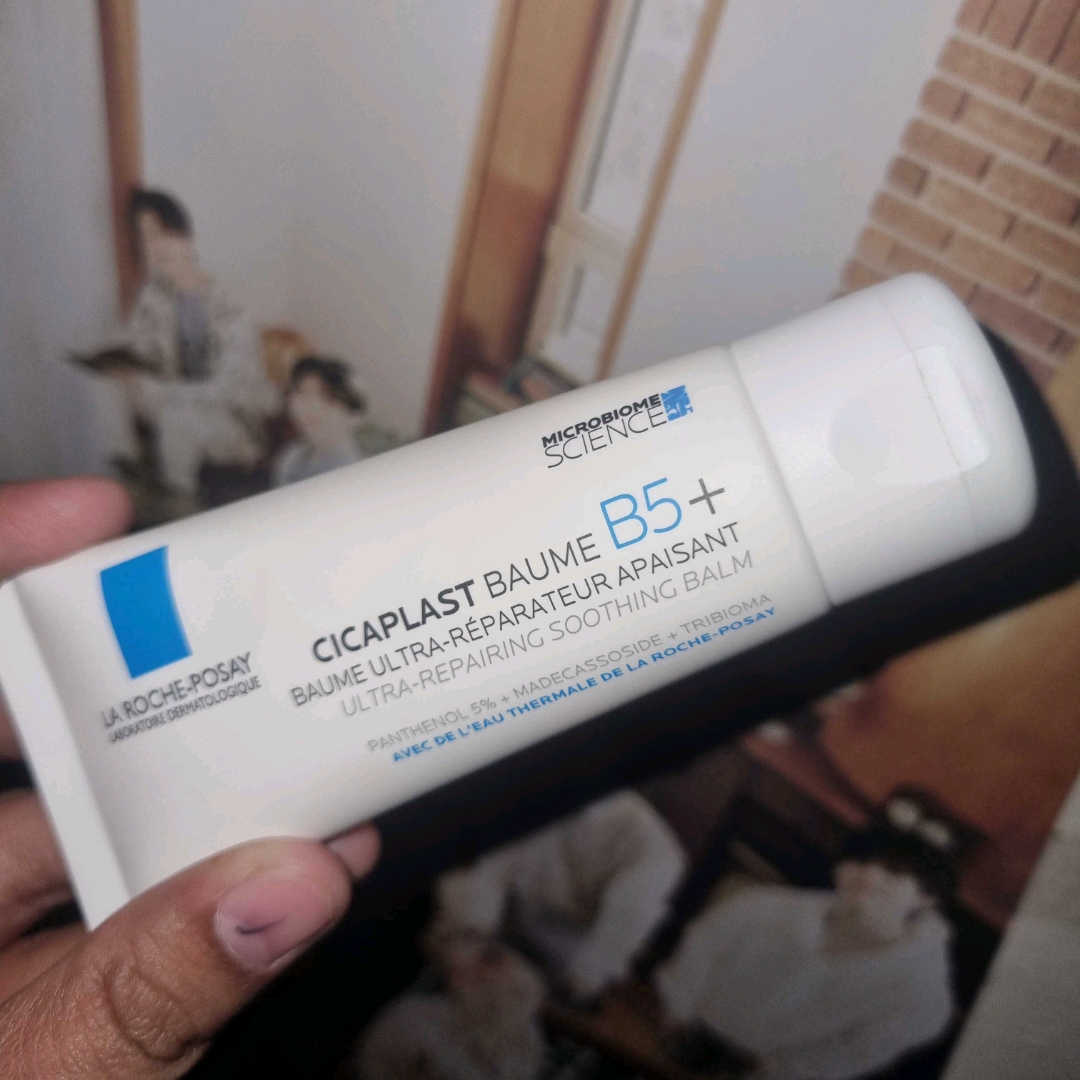 MICROBIOME
SCIENCE
CICAPLAST BAUME B5+
BAUME ULTRA-RÉPARATEUR APAISANT
ULTRA-REPAIRING SOOTHING BALM
PANTHENOL 5% + MADECASSOSIDE + TRIBIOMA
AVEC DE L'EAU THERMALE DE LA ROCHE-POSAY
LA ROCHE-POSAY
LABORATOIRE DERMATOLOGIQUE